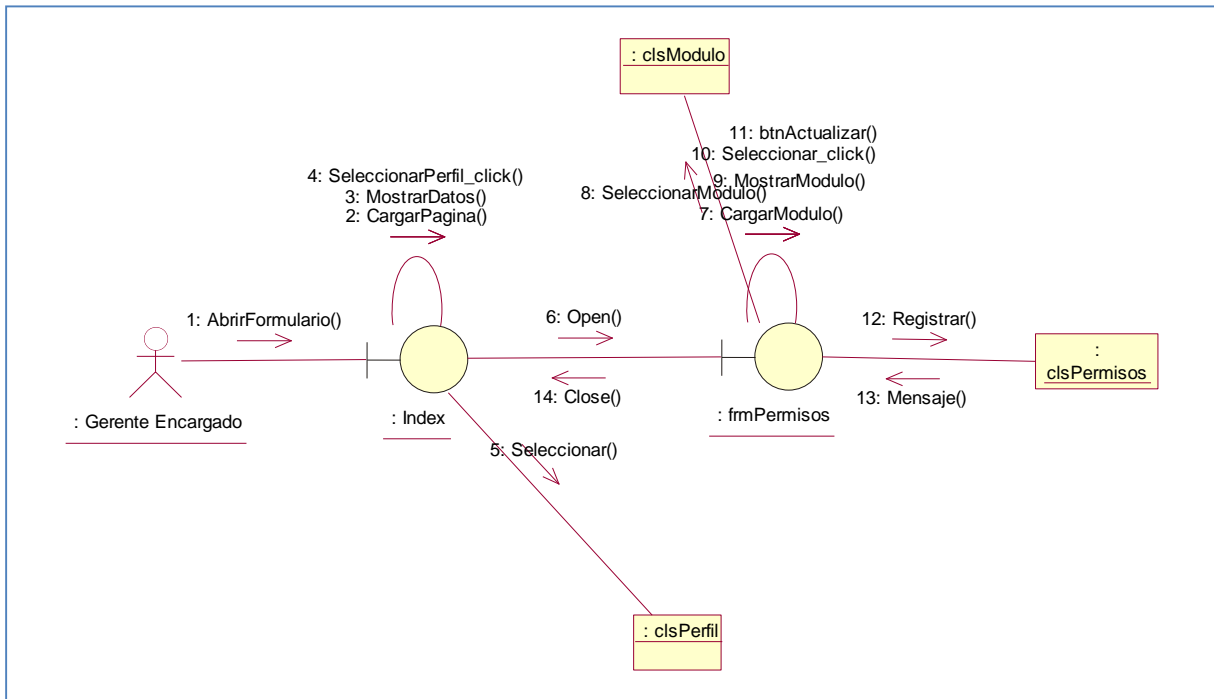 : clsModulo
11: btnActualizar()
10: Seleccionar_click()
9: MostrarModulo()
8: SeleccionarModulo()
7: CargarModulo()
4: SeleccionarPerfil_click()
3: MostrarDatos()
2: CargarPagina()
1: AbrirFormulario()
6: Open()
12: Registrar()
:
clsPermisos
14: Close()
13: Mensaje()
: Gerente Encargado
: Index
: frmPermisos
5: Seleccionar()
: clsPerfil